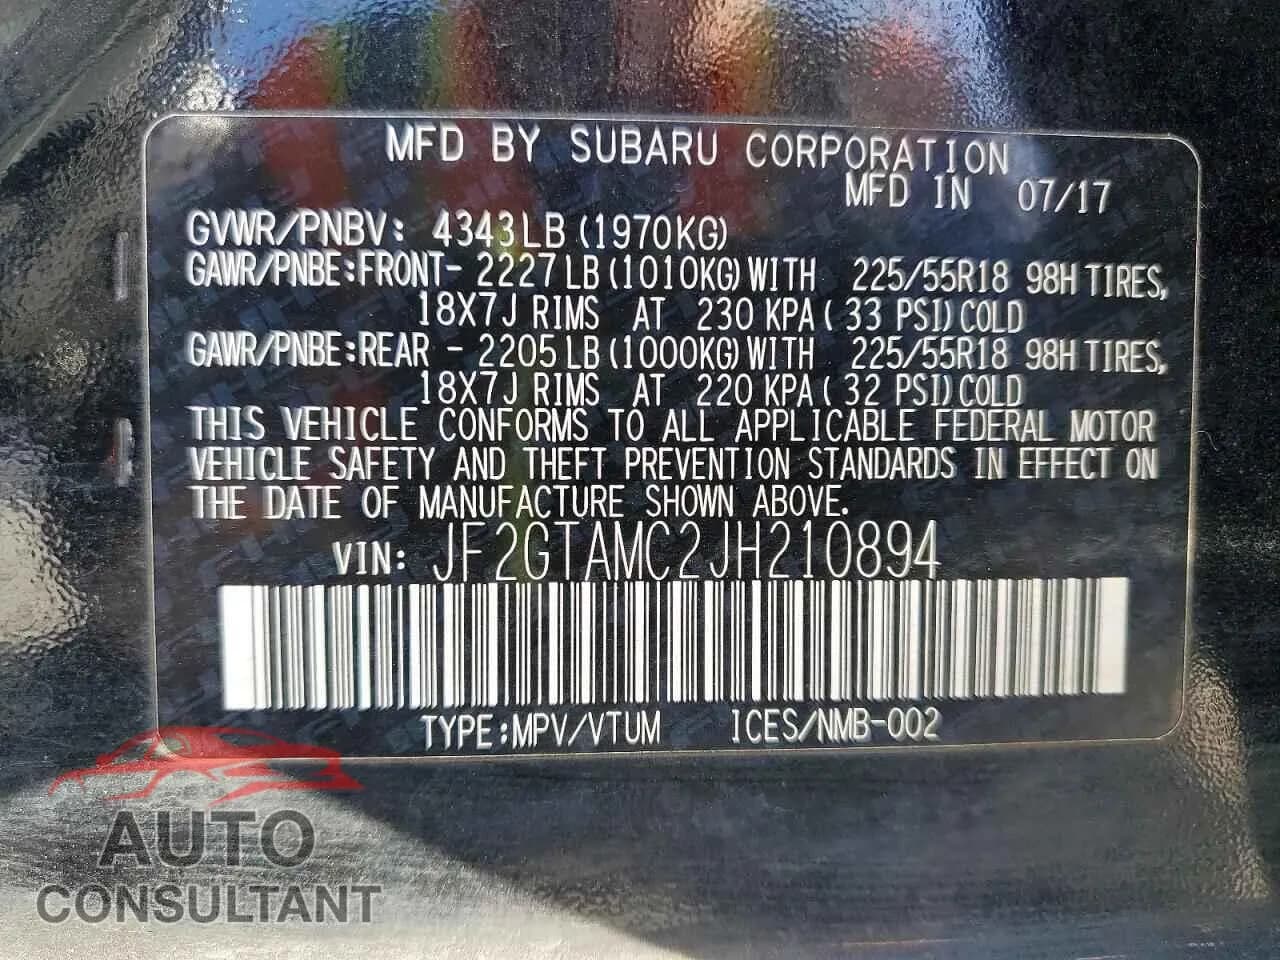 MFD BY SUBARU CORPORATION
MFD IN 07/17
GVWR/PNBV: 4343LB (1970KG)
GAWR/PNBE:FRONT- 2227LB (1010KG) WITH 225/55R18 98H TIRES,
18X7J RIMS AT 230 KPA ( 33 PSI) COLD
GAWR/PNBE:REAR - 2205LB (1000KG) WITH 225/55R18 98H TIRES,
18X7J RIMS AT 220 KPA ( 32 PSI) COLD
THIS VEHICLE CONFORMS TO ALL APPLICABLE FEDERAL MOTOR
VEHICLE SAFETY AND THEFT PREVENTION STANDARDS IN EFFECT ON
THE DATE OF MANUFACTURE SHOWN ABOVE.
VIN: JF2GTAMC2JH210894
TYPE:MPV/VTUM ICES/NMB-002
AUTO
CONSULTANT